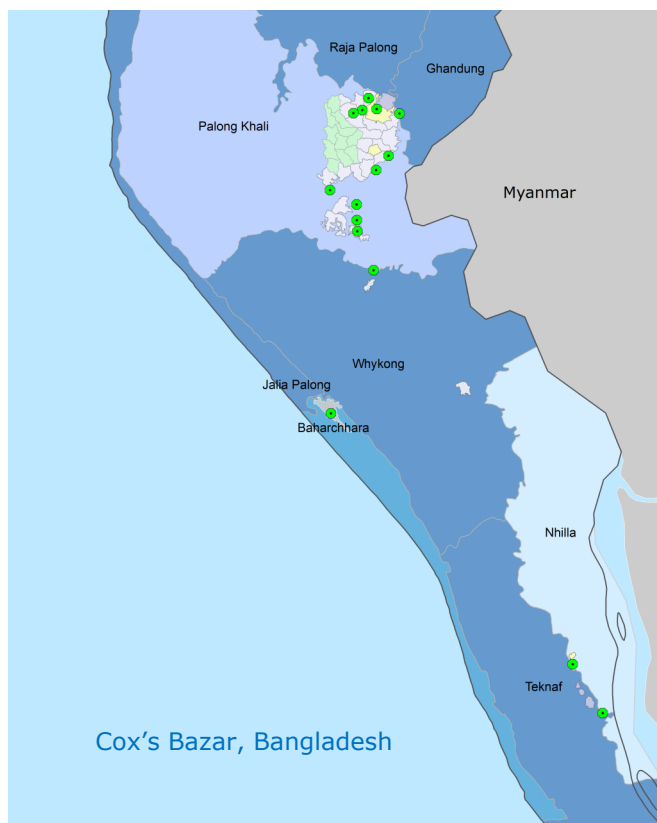 Raja Palong
Ghandung
Palong Khali
Myanmar
Whykong
Jalia Palong
Baharchhara
Nhilla
Teknaf
Cox’s Bazar, Bangladesh